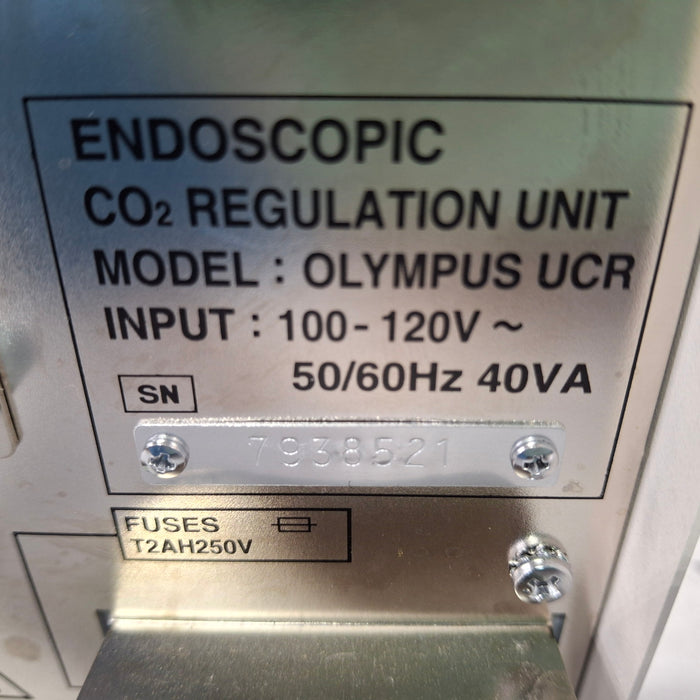 ENDOSCOPIC
CO₂ REGULATION UNIT
MODEL : OLYMPUS UCR
INPUT : 100-120V ~
50/60Hz 40VA
SN
7938521
FUSES
T2AH250V